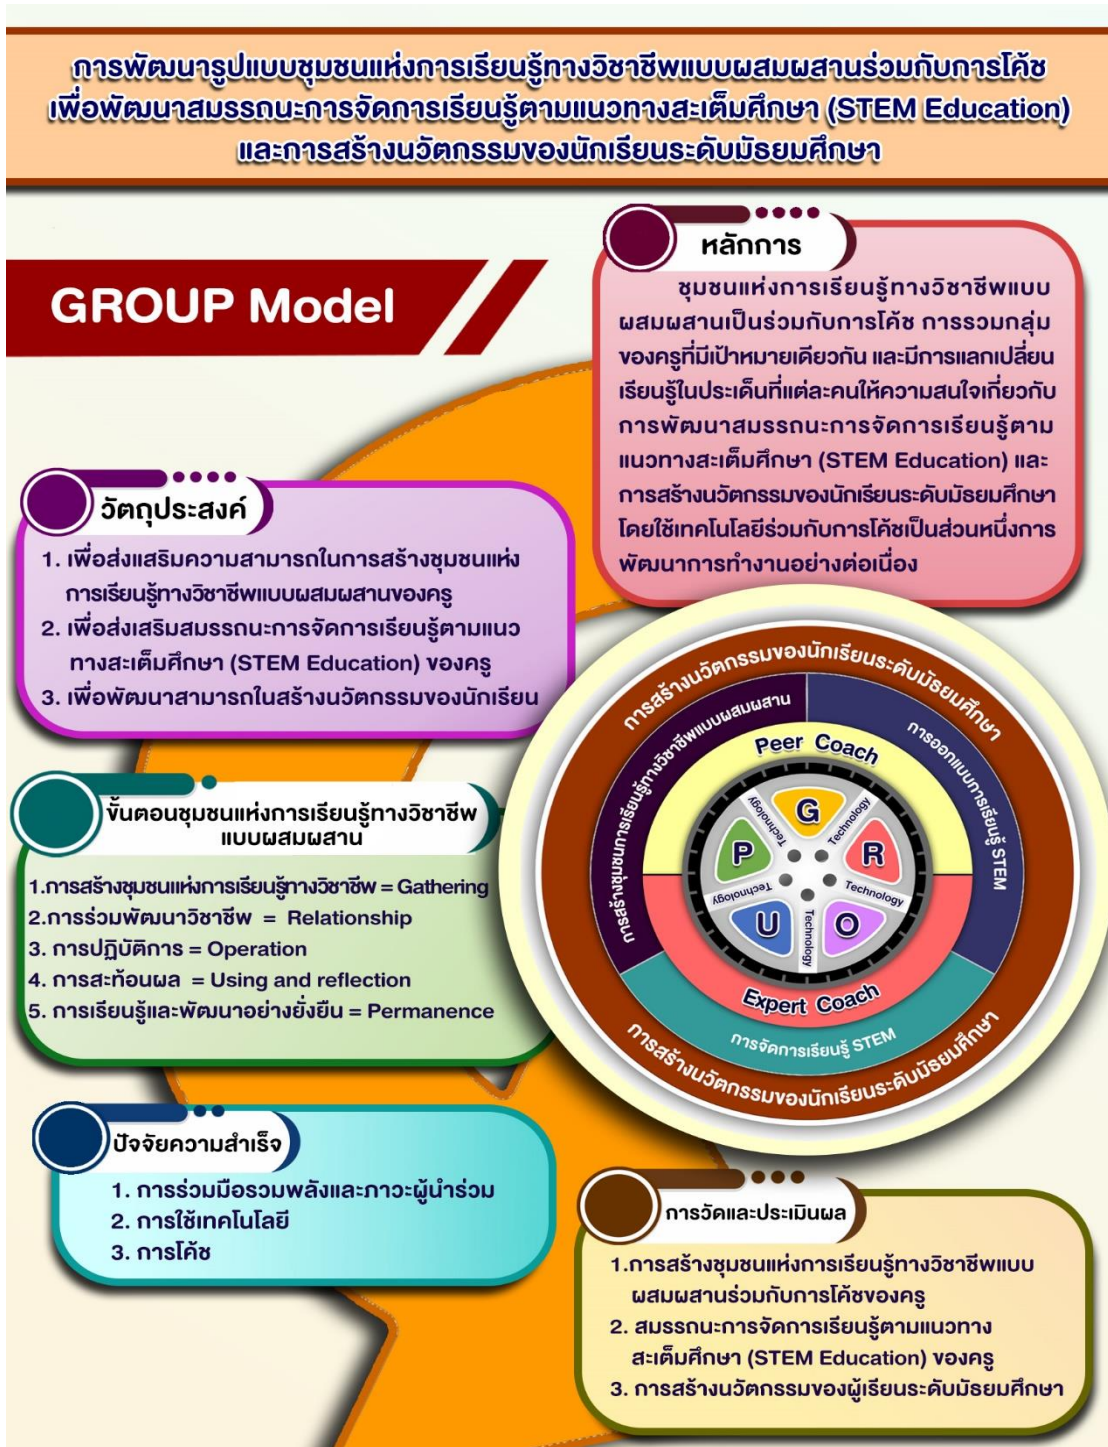 การพัฒนารูปแบบชุมชนแห่งการเรียนรู้ทางวิชาชีพแบบผสมผสานร่วมกับการโค้ช
เพื่อพัฒนาสมรรถนะการจัดการเรียนรู้ตามแนวทางสะเต็มศึกษา (STEM Education)
และการสร้างนวัตกรรมของนักเรียนระดับมัธยมศึกษา
GROUP Model
หลักการ
ชุมชนแห่งการเรียนรู้ทางวิชาชีพแบบ
ผสมผสานเป็นร่วมกับการโค้ช การรวมกลุ่ม
ของครูที่มีเป้าหมายเดียวกัน และมีการแลกเปลี่ยน
เรียนรู้ในประเด็นที่แต่ละคนให้ความสนใจเกี่ยวกับ
การพัฒนาสมรรถนะการจัดการเรียนรู้ตาม
แนวทางสะเต็มศึกษา (STEM Education) และ
การสร้างนวัตกรรมของนักเรียนระดับมัธยมศึกษา
โดยใช้เทคโนโลยีร่วมกับการโค้ชเป็นส่วนหนึ่งการ
พัฒนาการทำงานอย่างต่อเนื่อง
วัตถุประสงค์
1. เพื่อส่งแสริมความสามารถในการสร้างชุมชนแห่ง
การเรียนรู้ทางวิชาชีพแบบผสมผสานของครู
2. เพื่อส่งเสริมสมรรถนะการจัดการเรียนรู้ตามแนว
ทางสะเต็มศึกษา (STEM Education) ของครู
3. เพื่อพัฒนาสามารถในสร้างนวัตกรรมของนักเรียน
ขั้นตอนชุมชนแห่งการเรียนรู้ทางวิชาชีพ
แบบผสมผสาน
1.การสร้างชุมชนแห่งการเรียนรู้ทางวิชาชีพ = Gathering
2.การร่วมพัฒนาวิชาชีพ = Relationship
3. การปฏิบัติการ = Operation
4. การสะท้อนผล = Using and reflection
5. การเรียนรู้และพัฒนาอย่างยั่งยืน = Permanence
การสร้างนวัตกรรมของนักเรียนระดับมัธยมศึกษา
การสร้างชุมชนการเรียนรู้ทางวิชาชีพแบบผสมผสาน
การออกแบบการเรียนรู้ STEM
Peer Coach
G
Technology
R
Technology
O
Technology
U
Technology
P
Technology
Expert Coach
การจัดการเรียนรู้ STEM
การสร้างนวัตกรรมของนักเรียนระดับมัธยมศึกษา
ปัจจัยความสำเร็จ
1. การร่วมมือรวมพลังและภาวะผู้นำร่วม
2. การใช้เทคโนโลยี
3. การโค้ช
การวัดและประเมินผล
1.การสร้างชุมชนแห่งการเรียนรู้ทางวิชาชีพแบบ
ผสมผสานร่วมกับการโค้ชของครู
2. สมรรถนะการจัดการเรียนรู้ตามแนวทาง
สะเต็มศึกษา (STEM Education) ของครู
3. การสร้างนวัตกรรมของผู้เรียนระดับมัธยมศึกษา